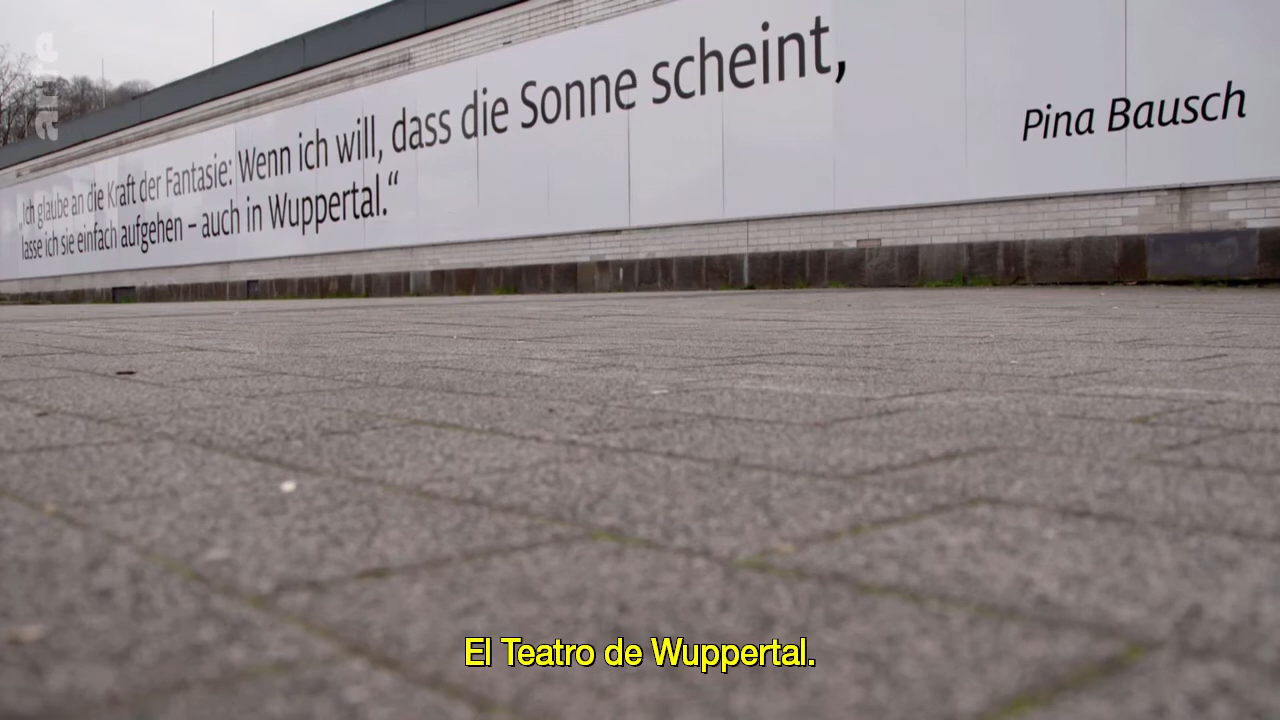 arte
„Ich glaube an die Kraft der Fantasie: Wenn ich will, dass die Sonne scheint,
lasse ich sie einfach aufgehen – auch in Wuppertal.“
Pina Bausch
El Teatro de Wuppertal.